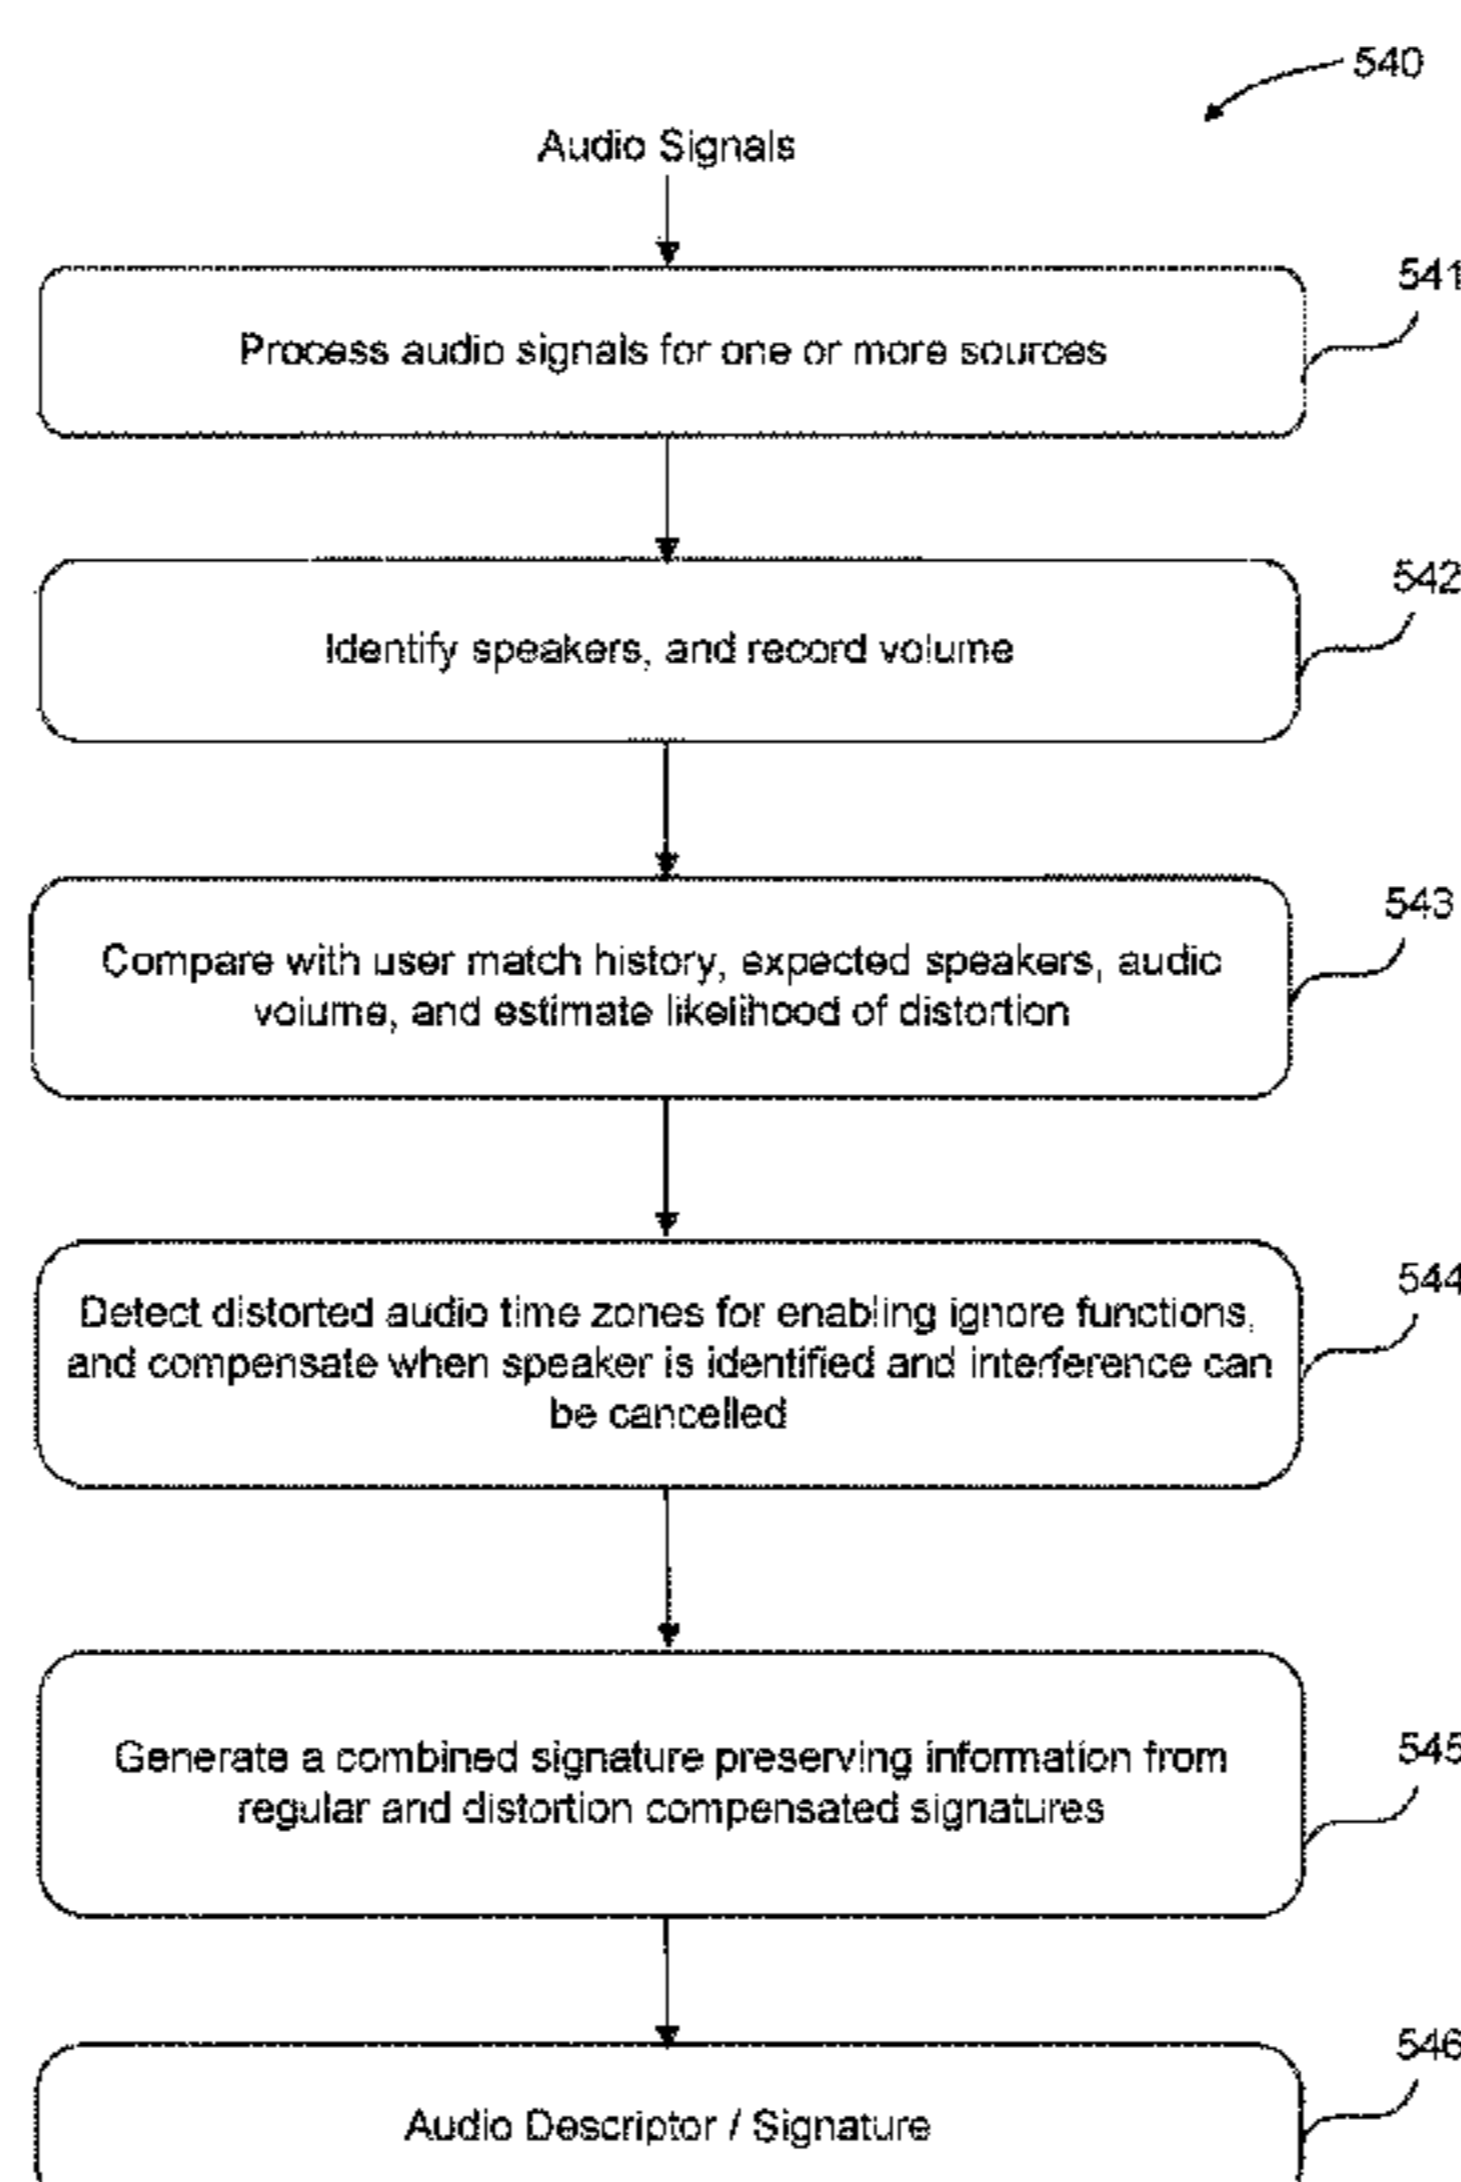 540
Audio Signals
541
Process audio signals for one or more sources
542
Identify speakers, and record volume
543
Compare with user match history, expected speakers, audio
volume, and estimate likelihood of distortion
544
Detect distorted audio time zones for enabling ignore functions,
and compensate when speaker is identified and interference can
be cancelled
545
Generate a combined signature preserving information from
regular and distortion compensated signatures
546
Audio Descriptor / Signature